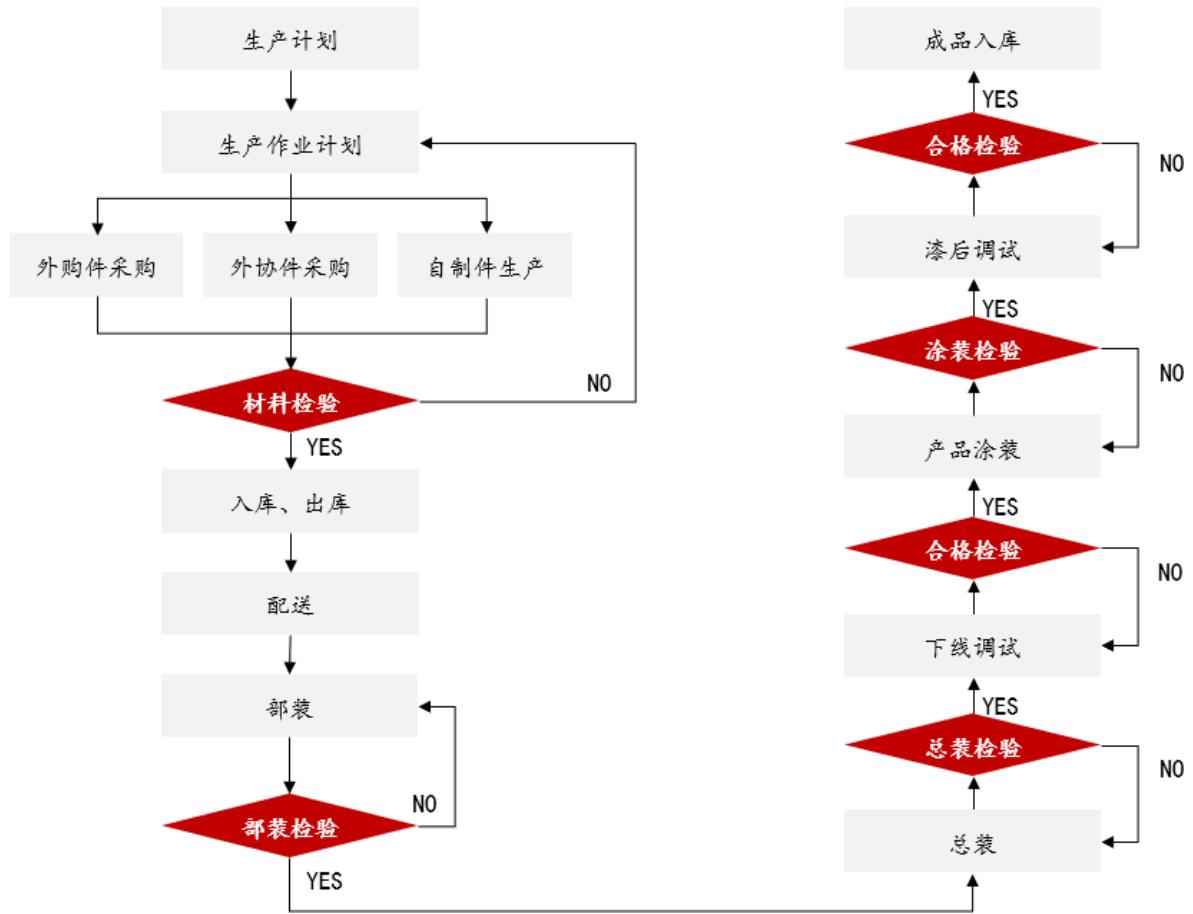 生产计划
生产作业计划
外购件采购
外协件采购
自制件生产
材料检验
NO
YES
入库、出库
配送
部装
部装检验
NO
YES
成品入库
YES
合格检验
NO
漆后调试
YES
涂装检验
NO
产品涂装
YES
合格检验
NO
下线调试
YES
总装检验
NO
总装